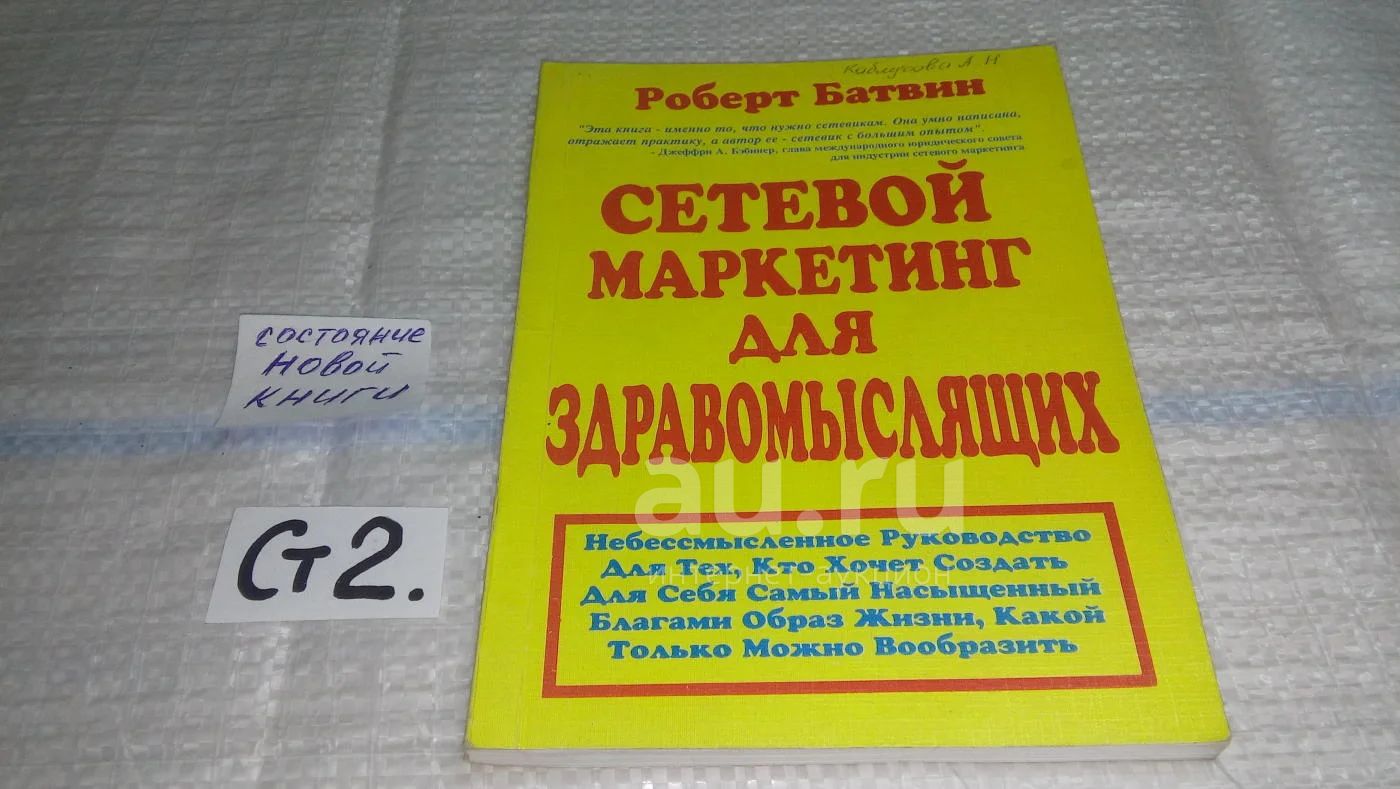 Роберт Батвин
"Эта книга - именно то, что нужно сетевикам. Она умно написана,
отражает практику, а автор ее - сетевик с большим опытом".
- Джеффри А. Бэбинер, глава международного юридического совета
для индустрии сетевого маркетинга
СЕТЕВОЙ
МАРКЕТИНГ
ДЛЯ
ЗДРАВОМЫСЛЯЩИХ
au.ru
интернет-аукцион
Небессмысленное Руководство
Для Тех, Кто Хочет Создать
Для Себя Самый Насыщенный
Благами Образ Жизни, Какой
Только Можно Вообразить
состояние
новой
книги
Ст2.